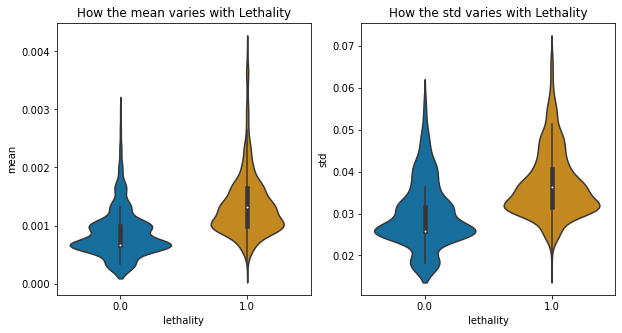 How the mean varies with Lethality
0.004
0.003
0.002
0.001
0.000
mean
0.0
1.0
lethality
How the std varies with Lethality
0.07
0.06
0.05
0.04
0.03
0.02
std
0.0
1.0
lethality